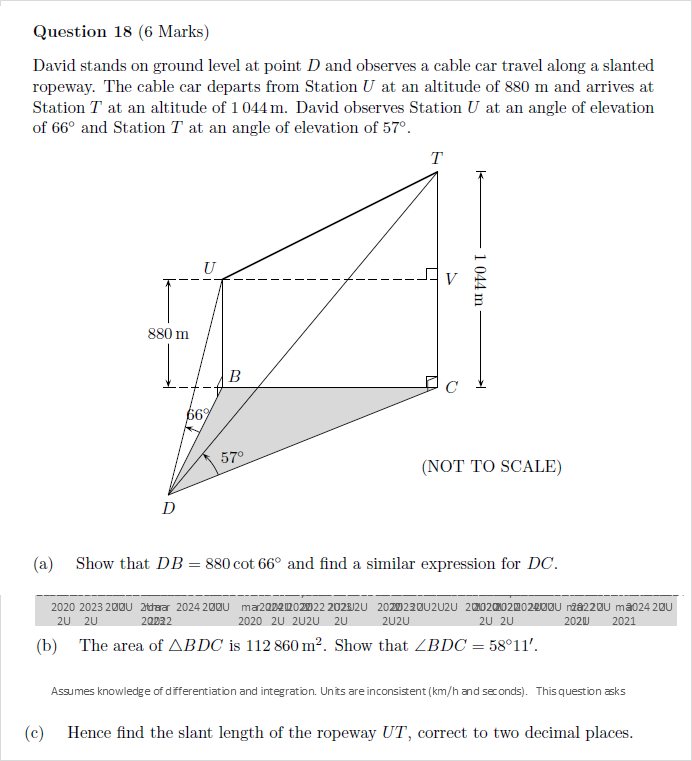 Question 18 (6 Marks)
David stands on ground level at point D and observes a cable car travel along a slanted
ropeway. The cable car departs from Station U at an altitude of 880 m and arrives at
Station T at an altitude of 1 044 m. David observes Station U at an angle of elevation
of 66° and Station T at an angle of elevation of 57°.
T
U
V
1 044 m
880 m
B
C
66°
57°
(NOT TO SCALE)
D
(a) Show that DB = 880 cot 66° and find a similar expression for DC.
(b) The area of △BDC is 112 860 m². Show that ∠BDC = 58°11′.
Assumes knowledge of differentiation and integration. Units are inconsistent (km/h and seconds). This question asks
(c) Hence find the slant length of the ropeway UT, correct to two decimal places.